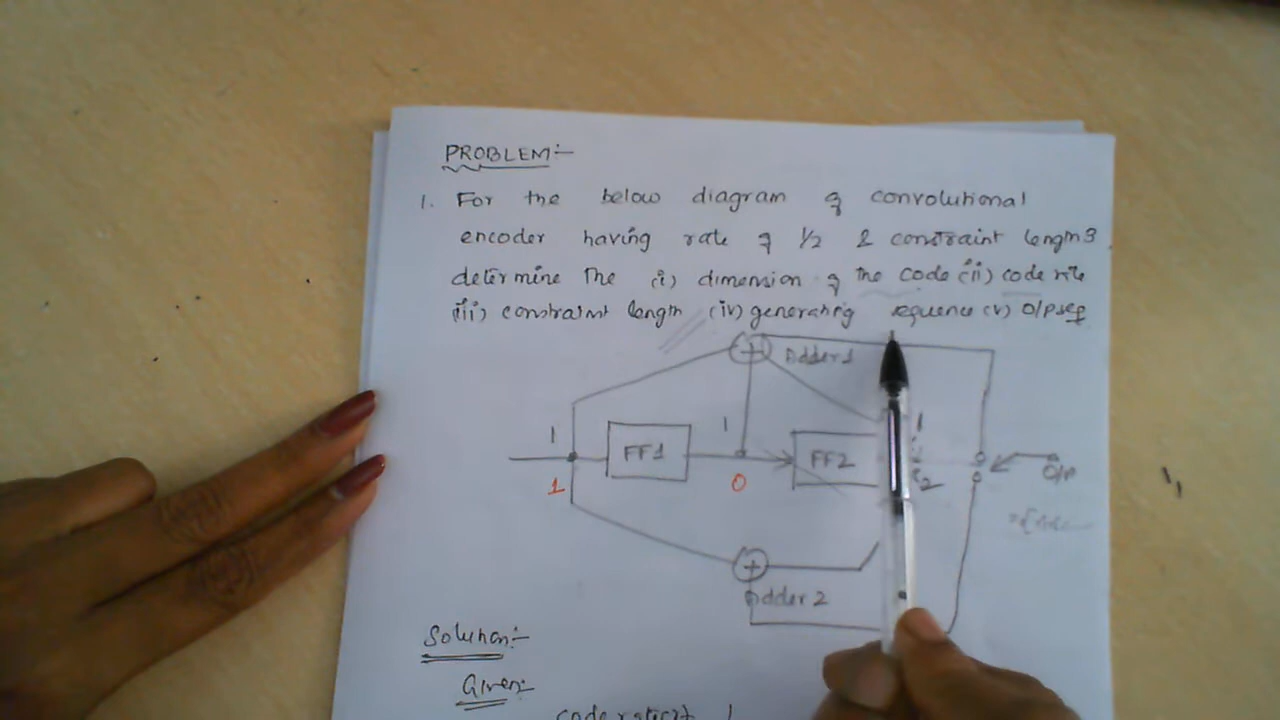 PROBLEM:-
1. For the below diagram of convolutional
encoder having rate of 1/2 & constraint length 3
determine the (i) dimension of the code (ii) code rate
(iii) constraint length (iv) generating sequence (v) O/P seq
Adder 1
1 1 1
FF1 FF2
1 0
O/P
Adder 2
Solution:-
Given:-